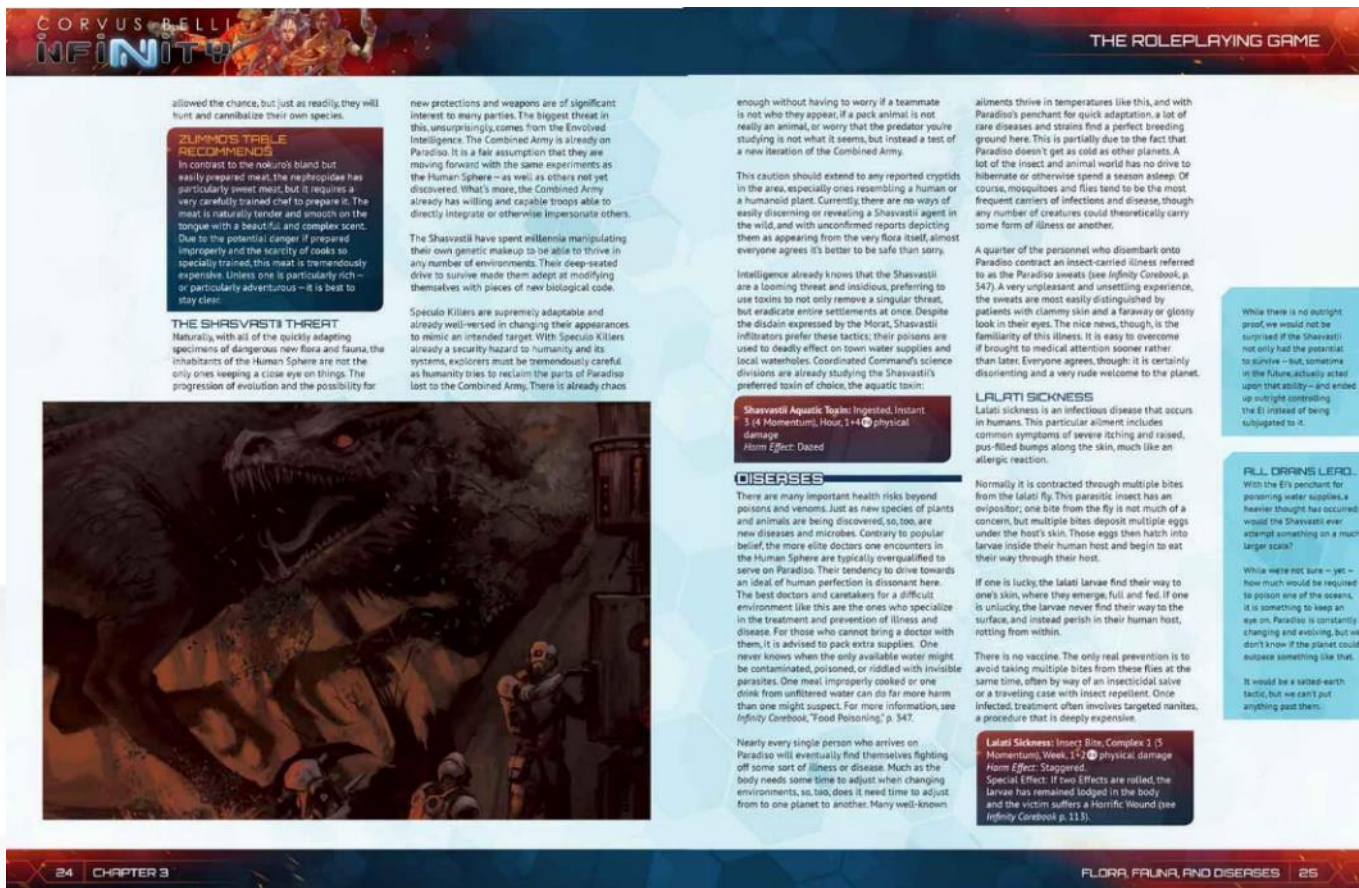 CORVUS BELLI
INFINITY
THE ROLEPLAYING GAME
allowed the chance, but just as readily, they will
hunt and cannibalize their own species.
ZUMMO'S TABLE
RECOMMENDS
In contrast to the nokuro's bland but
easily prepared meat, the nephropidae has
particularly sweet meat, but it requires a
very carefully trained chef to prepare it. The
meat is naturally tender and smooth on the
tongue with a beautiful and complex scent.
Due to the potential danger if prepared
improperly and the scarcity of cooks so
specially trained, this meat is tremendously
expensive. Unless one is particularly rich –
or particularly adventurous – it is best to
stay clear.
THE SHASVASTII THREAT
Naturally, with all of the quickly adapting
specimens of dangerous new flora and fauna, the
inhabitants of the Human Sphere are not the
only ones keeping a close eye on things. The
progression of evolution and the possibility for
new protections and weapons are of significant
interest to many parties. The biggest threat in
this, unsurprisingly, comes from the Envolved
Intelligence. The Combined Army is already on
Paradiso. It is a fair assumption that they are
moving forward with the same experiments as
the Human Sphere – as well as others not yet
discovered. What's more, the Combined Army
already has willing and capable troops able to
directly integrate or otherwise impersonate others.
The Shasvastii have spent millennia manipulating
their own genetic makeup to be able to thrive in
any number of environments. Their deep-seated
drive to survive made them adept at modifying
themselves with pieces of new biological code.
Speculo Killers are supremely adaptable and
already well-versed in changing their appearances
to mimic an intended target. With Speculo Killers
already a security hazard to humanity and its
systems, explorers must be tremendously careful
as humanity tries to reclaim the parts of Paradiso
lost to the Combined Army. There is already chaos
enough without having to worry if a teammate
is not who they appear, if a pack animal is not
really an animal, or worry that the predator you're
studying is not what it seems, but instead a test of
a new iteration of the Combined Army.
This caution should extend to any reported cryptids
in the area, especially ones resembling a human or
a humanoid plant. Currently, there are no ways of
easily discerning or revealing a Shasvastii agent in
the wild, and with unconfirmed reports depicting
them as appearing from the very flora itself, almost
everyone agrees it's better to be safe than sorry.
Intelligence already knows that the Shasvastii
are a looming threat and insidious, preferring to
use toxins to not only remove a singular threat,
but eradicate entire settlements at once. Despite
the disdain expressed by the Morat, Shasvastii
infiltrators prefer these tactics; their poisons are
used to deadly effect on town water supplies and
local waterholes. Coordinated Command's science
divisions are already studying the Shasvastii's
preferred toxin of choice, the aquatic toxin:
Shasvastii Aquatic Toxin: Ingested, Instant
3 (4 Momentum), Hour, 1+4 physical
damage
Harm Effect: Dazed
DISEASES
There are many important health risks beyond
poisons and venoms. Just as new species of plants
and animals are being discovered, so, too, are
new diseases and microbes. Contrary to popular
belief, the more elite doctors one encounters in
the Human Sphere are typically overqualified to
serve on Paradiso. Their tendency to drive towards
an ideal of human perfection is dissonant here.
The best doctors and caretakers for a difficult
environment like this are the ones who specialize
in the treatment and prevention of illness and
disease. For those who cannot bring a doctor with
them, it is advised to pack extra supplies. One
never knows when the only available water might
be contaminated, poisoned, or riddled with invisible
parasites. One meal improperly cooked or one
drink from unfiltered water can do far more harm
than one might suspect. For more information, see
Infinity Corebook, "Food Poisoning," p. 347.
Nearly every single person who arrives on
Paradiso will eventually find themselves fighting
off some sort of illness or disease. Much as the
body needs some time to adjust when changing
environments, so, too, does it need time to adjust
from to one planet to another. Many well-known
ailments thrive in temperatures like this, and with
Paradiso's penchant for quick adaptation, a lot of
rare diseases and strains find a perfect breeding
ground here. This is partially due to the fact that
Paradiso doesn't get as cold as other planets. A
lot of the insect and animal world has no drive to
hibernate or otherwise spend a season asleep. Of
course, mosquitoes and flies tend to be the most
frequent carriers of infections and disease, though
any number of creatures could theoretically carry
some form of illness or another.
A quarter of the personnel who disembark onto
Paradiso contract an insect-carried illness referred
to as the Paradiso sweats (see Infinity Corebook, p.
347). A very unpleasant and unsettling experience,
the sweats are most easily distinguished by
patients with clammy skin and a faraway or glossy
look in their eyes. The nice news, though, is the
familiarity of this illness. It is easy to overcome
if brought to medical attention sooner rather
than later. Everyone agrees, though: it is certainly
disorienting and a very rude welcome to the planet.
LALATI SICKNESS
Lalati sickness is an infectious disease that occurs
in humans. This particular ailment includes
common symptoms of severe itching and raised,
pus-filled bumps along the skin, much like an
allergic reaction.
Normally it is contracted through multiple bites
from the lalati fly. This parasitic insect has an
ovipositor; one bite from the fly is not much of a
concern, but multiple bites deposit multiple eggs
under the host's skin. Those eggs then hatch into
larvae inside their human host and begin to eat
their way through their host.
If one is lucky, the lalati larvae find their way to
one's skin, where they emerge, full and fed. If one
is unlucky, the larvae never find their way to the
surface, and instead perish in their human host,
rotting from within.
There is no vaccine. The only real prevention is to
avoid taking multiple bites from these flies at the
same time, often by way of an insecticidal salve
or a traveling case with insect repellent. Once
infected, treatment often involves targeted nanites,
a procedure that is deeply expensive.
Lalati Sickness: Insect Bite, Complex 1 (5
Momentum), Week, 1+2 physical damage
Harm Effect: Staggered.
Special Effect: If two Effects are rolled, the
larvae has remained lodged in the body
and the victim suffers a Horrific Wound (see
Infinity Corebook p. 113).
While there is no outright
proof, we would not be
surprised if the Shasvastii
not only had the potential
to survive – but, sometime
in the future, actually acted
upon that ability – and ended
up outright controlling
the EI instead of being
subjugated to it.
ALL DRAINS LEAD...
With the EI's penchant for
poisoning water supplies, a
heavier thought has occurred:
would the Shasvastii ever
attempt something on a much
larger scale?
While we're not sure – yet –
how much would be required
to poison one of the oceans,
it is something to keep an
eye on. Paradiso is constantly
changing and evolving, but we
don't know if the planet could
outpace something like that.
It would be a salted-earth
tactic, but we can't put
anything past them.
24 CHAPTER 3
FLORA, FAUNA, AND DISEASES 25